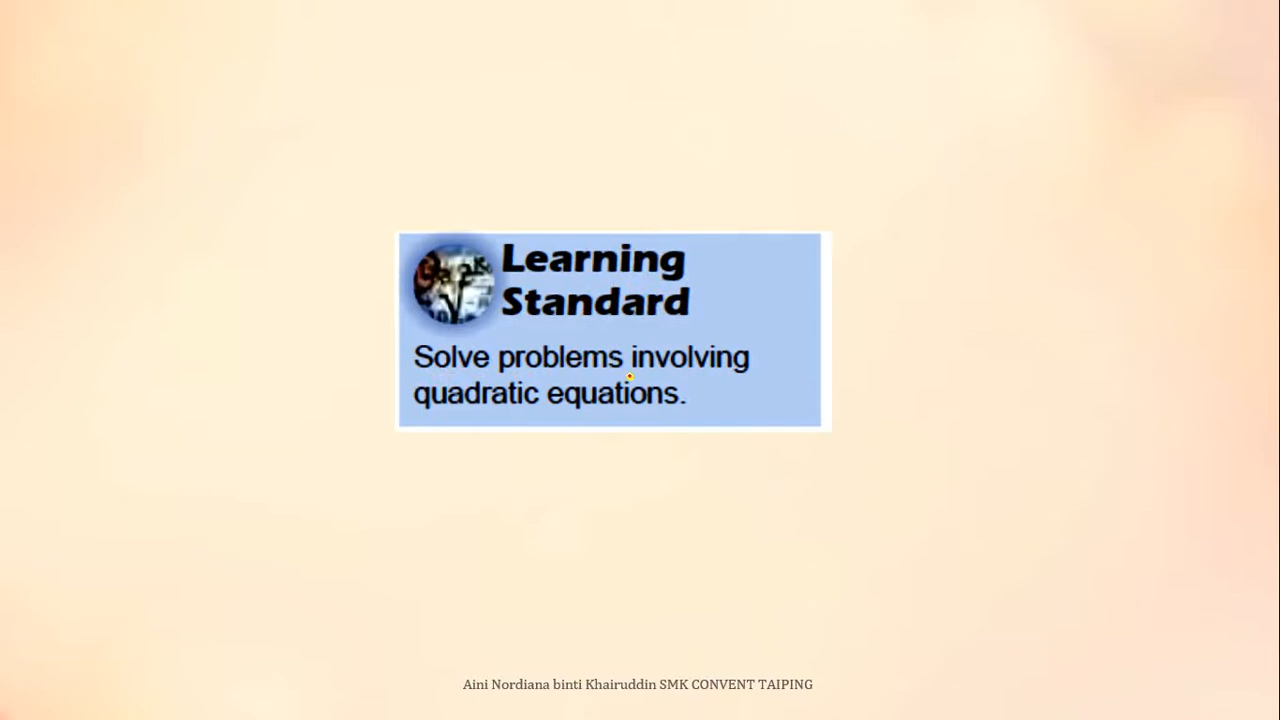 Learning
Standard
Solve problems involving
quadratic equations.
Aini Nordiana binti Khairuddin SMK CONVENT TAIPING